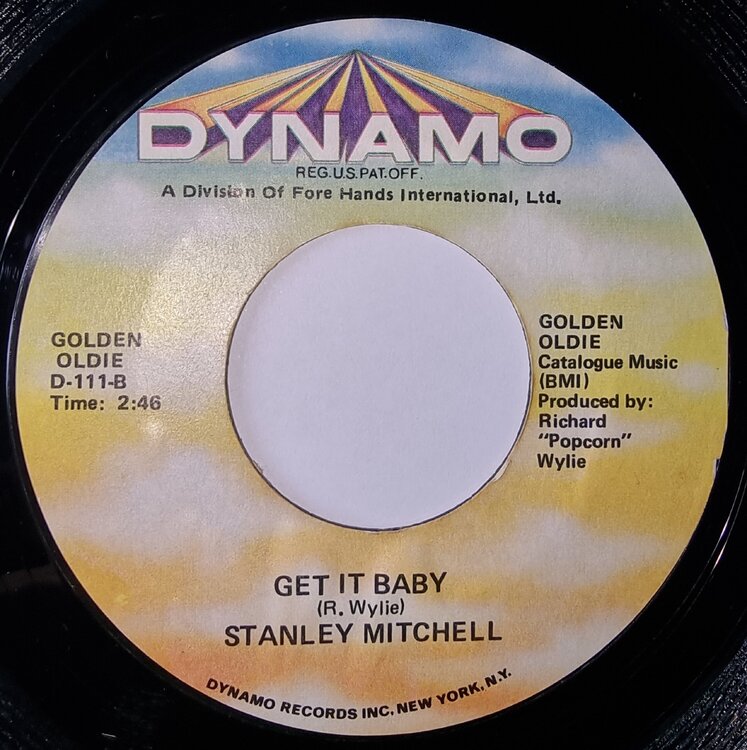 DYNAMO
REG.U.S.PAT.OFF.
A Division Of Fore Hands International, Ltd.
GOLDEN
OLDIE
D-111-B
Time: 2:46
GOLDEN
OLDIE
Catalogue Music
(BMI)
Produced by:
Richard
"Popcorn"
Wylie
GET IT BABY
(R. Wylie)
STANLEY MITCHELL
DYNAMO RECORDS INC. NEW YORK, N.Y.